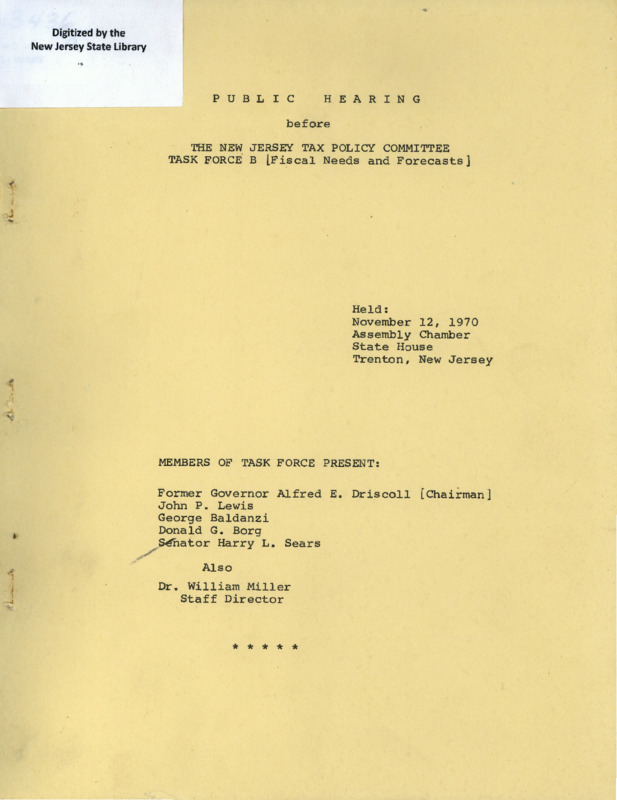 Digitized by the
New Jersey State Library
PUBLIC HEARING
before
THE NEW JERSEY TAX POLICY COMMITTEE
TASK FORCE B [Fiscal Needs and Forecasts]
Held:
November 12, 1970
Assembly Chamber
State House
Trenton, New Jersey
MEMBERS OF TASK FORCE PRESENT:
Former Governor Alfred E. Driscoll [Chairman]
John P. Lewis
George Baldanzi
Donald G. Borg
Senator Harry L. Sears
Also
Dr. William Miller
Staff Director
* * * * *